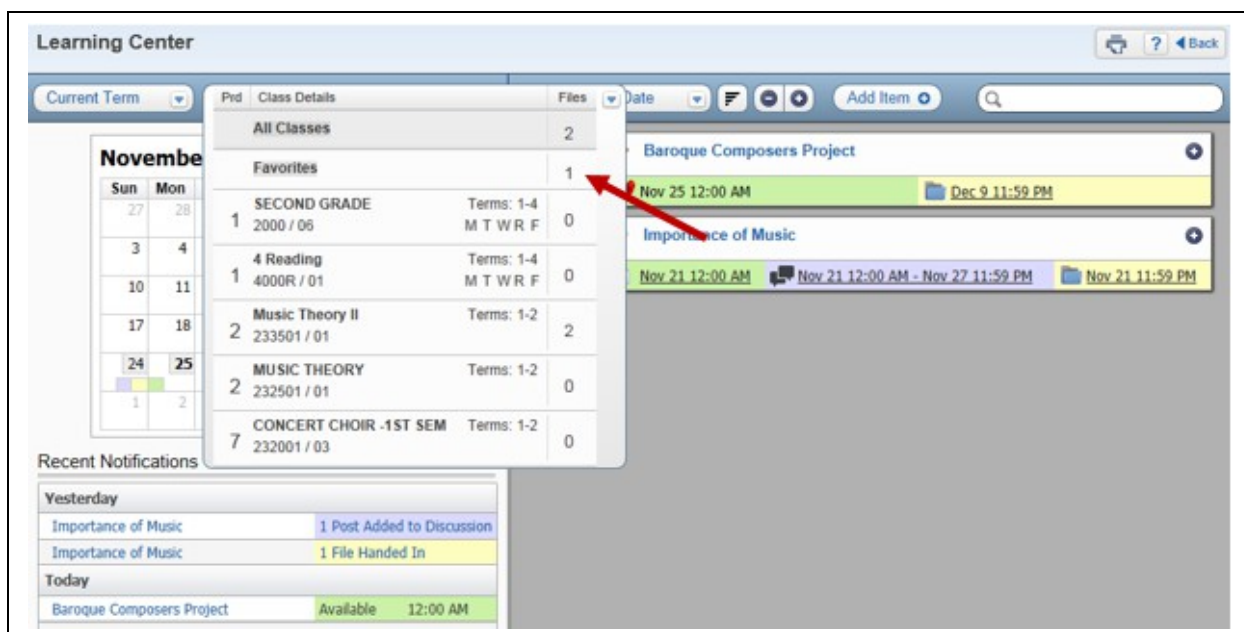 Learning Center
? Back
Current Term
Prd Class Details Files
Date
Add Item
All Classes 2
Favorites 1
SECOND GRADE Terms: 1-4
1 2000 / 06 M T W R F 0
4 Reading Terms: 1-4
1 4000R / 01 M T W R F 0
Music Theory II Terms: 1-2
2 233501 / 01 2
MUSIC THEORY Terms: 1-2
2 232501 / 01 0
CONCERT CHOIR -1ST SEM Terms: 1-2
7 232001 / 03 0
Novembe
Sun Mon
27 28
3 4
10 11
17 18
24 25
1 2
Baroque Composers Project
Nov 25 12:00 AM Dec 9 11:59 PM
Importance of Music
Nov 21 12:00 AM Nov 21 12:00 AM - Nov 27 11:59 PM Nov 21 11:59 PM
Recent Notifications
Yesterday
Importance of Music 1 Post Added to Discussion
Importance of Music 1 File Handed In
Today
Baroque Composers Project Available 12:00 AM